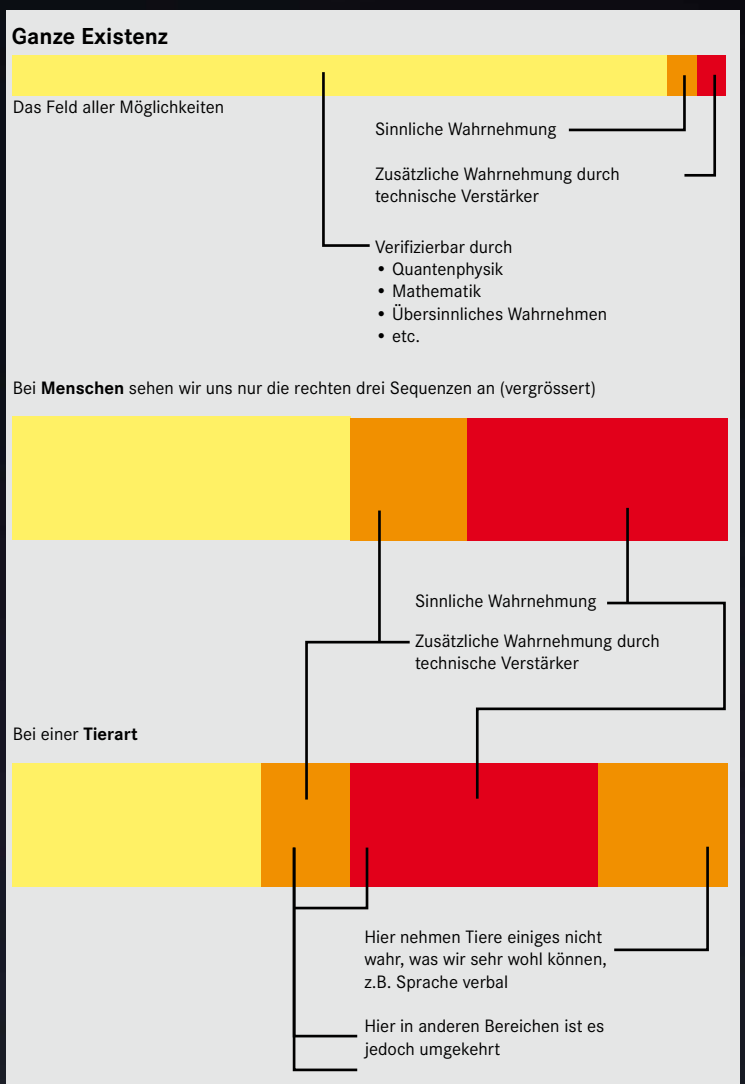 Ganze Existenz
Das Feld aller Möglichkeiten
Sinnliche Wahrnehmung
Zusätzliche Wahrnehmung durch
technische Verstärker
Verifizierbar durch
• Quantenphysik
• Mathematik
• Übersinnliches Wahrnehmen
• etc.
Bei Menschen sehen wir uns nur die rechten drei Sequenzen an (vergrössert)
Sinnliche Wahrnehmung
Zusätzliche Wahrnehmung durch
technische Verstärker
Bei einer Tierart
Hier nehmen Tiere einiges nicht
wahr, was wir sehr wohl können,
z.B. Sprache verbal
Hier in anderen Bereichen ist es
jedoch umgekehrt